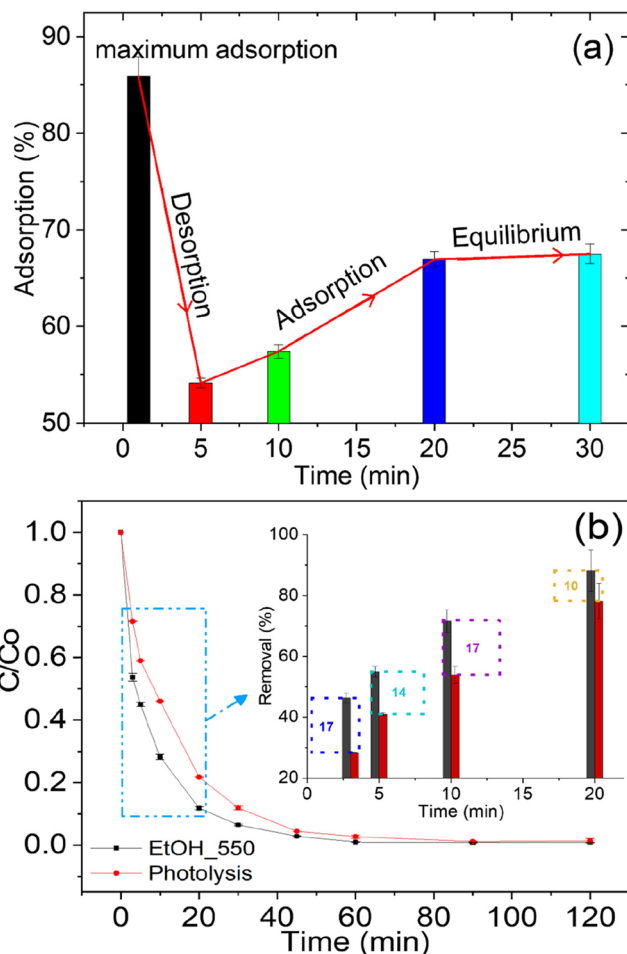 (a)
maximum adsorption
Desorption
Adsorption
Equilibrium
Adsorption (%)
90
80
70
60
50
0 5 10 15 20 25 30
Time (min)
(b)
C/Co
1.0
0.8
0.6
0.4
0.2
0.0
EtOH_550
Photolysis
0 20 40 60 80 100 120
Time (min)
Removal (%)
100
80
60
40
20
17
14
17
10
0 5 10 15 20
Time (min)